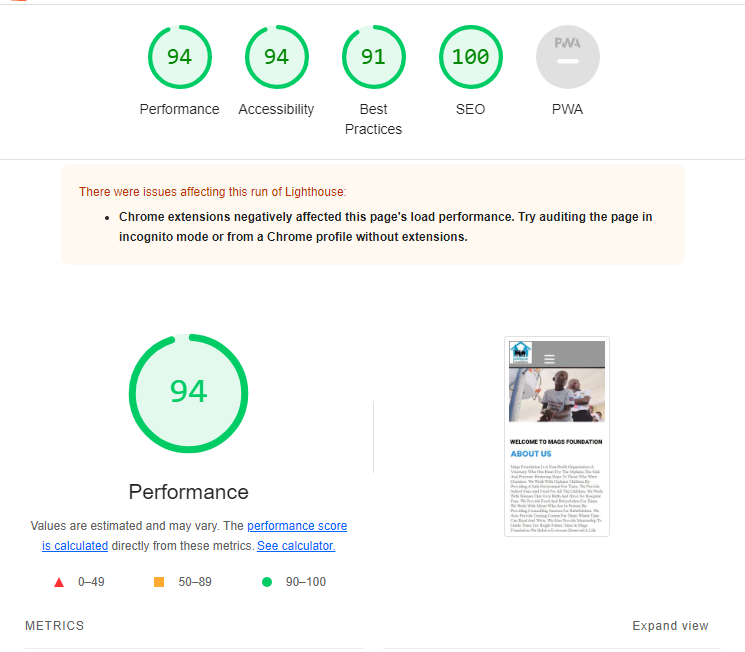 94
94
91
100
PWA
Performance
Accessibility
Best
Practices
SEO
PWA
There were issues affecting this run of Lighthouse:
Chrome extensions negatively affected this page's load performance. Try auditing the page in
incognito mode or from a Chrome profile without extensions.
94
Performance
Values are estimated and may vary. The performance score
is calculated directly from these metrics. See calculator.
0–49
50–89
90–100
WELCOME TO MAGS FOUNDATION
ABOUT US
METRICS
Expand view